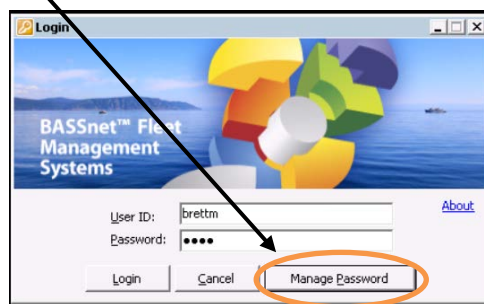 Login
BASSnet™ Fleet
Management
Systems
About
User ID: brettm
Password: ••••
Login Cancel Manage Password